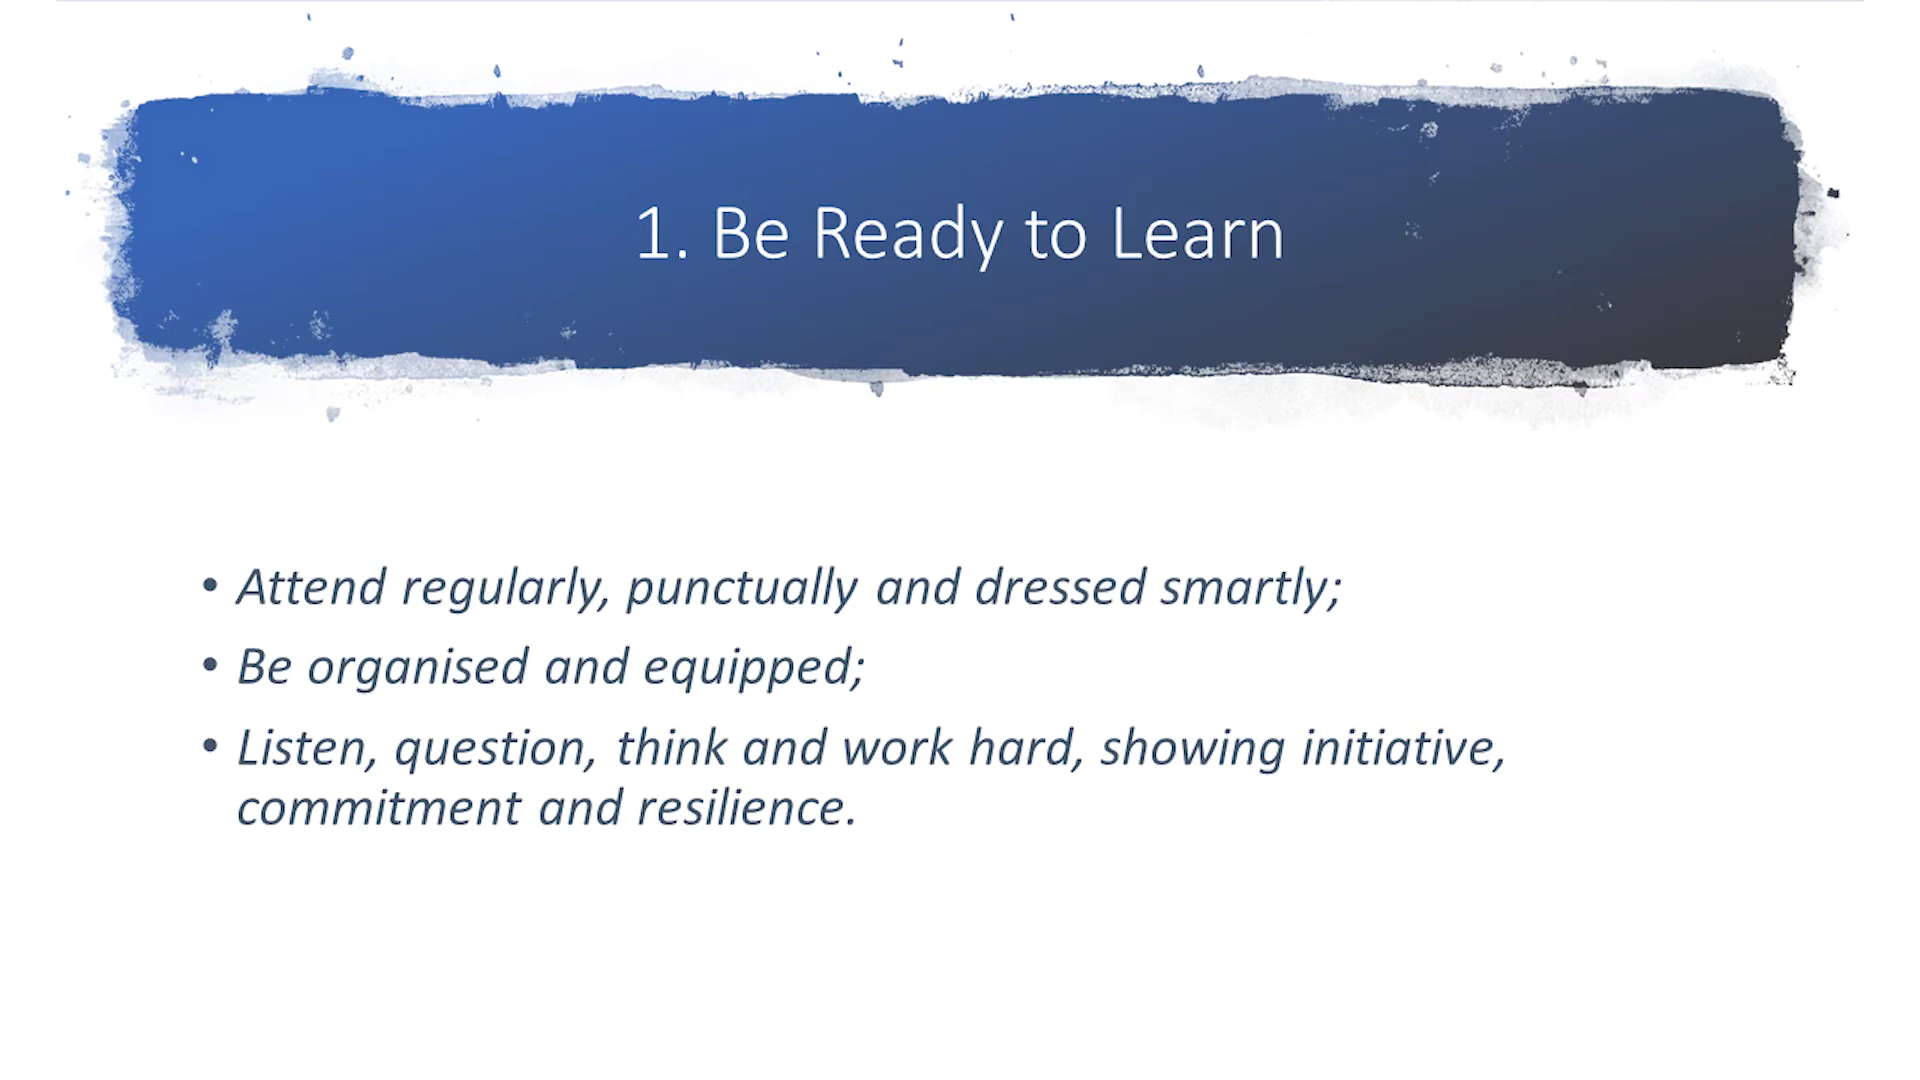 1. Be Ready to Learn
• Attend regularly, punctually and dressed smartly;
• Be organised and equipped;
• Listen, question, think and work hard, showing initiative,
commitment and resilience.